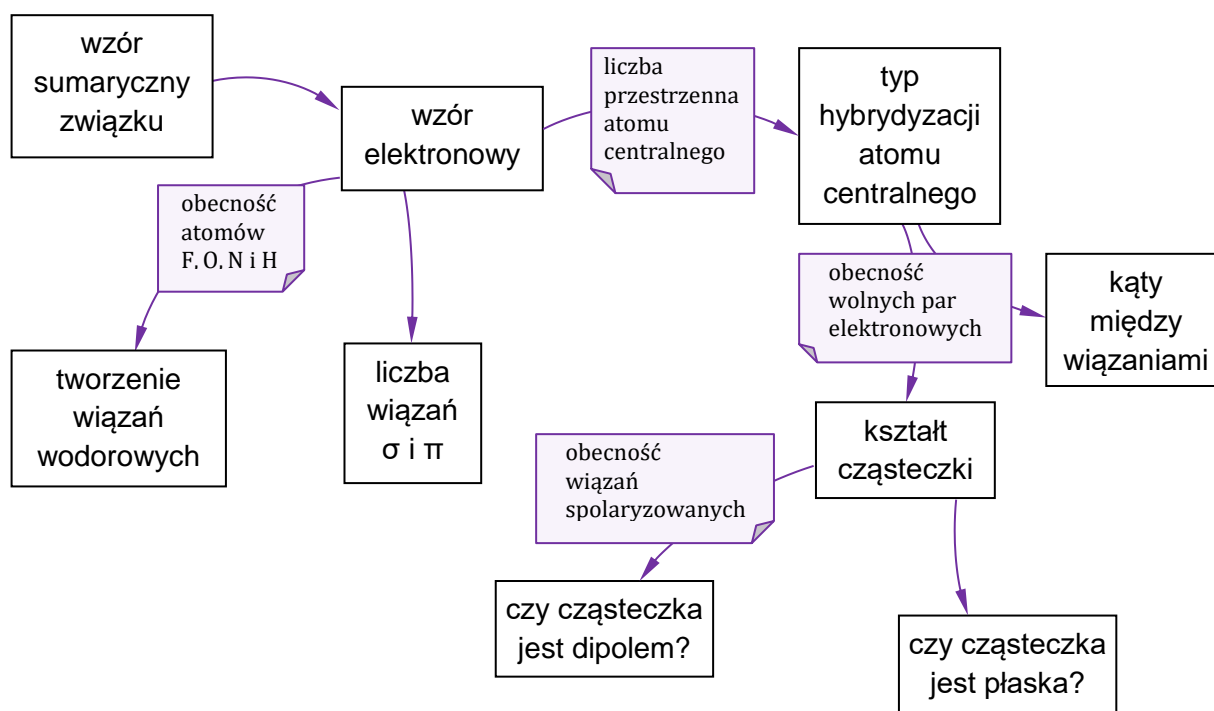 wzór
sumaryczny
związku
wzór
elektronowy
liczba
przestrzenna
atomu
centralnego
typ
hybrydyzacji
atomu
centralnego
obecność
atomów
F, O, N i H
obecność
wolnych par
elektronowych
kąty
między
wiązaniami
tworzenie
wiązań
wodorowych
liczba
wiązań
σ i π
kształt
cząsteczki
obecność
wiązań
spolaryzowanych
czy cząsteczka
jest dipolem?
czy cząsteczka
jest płaska?